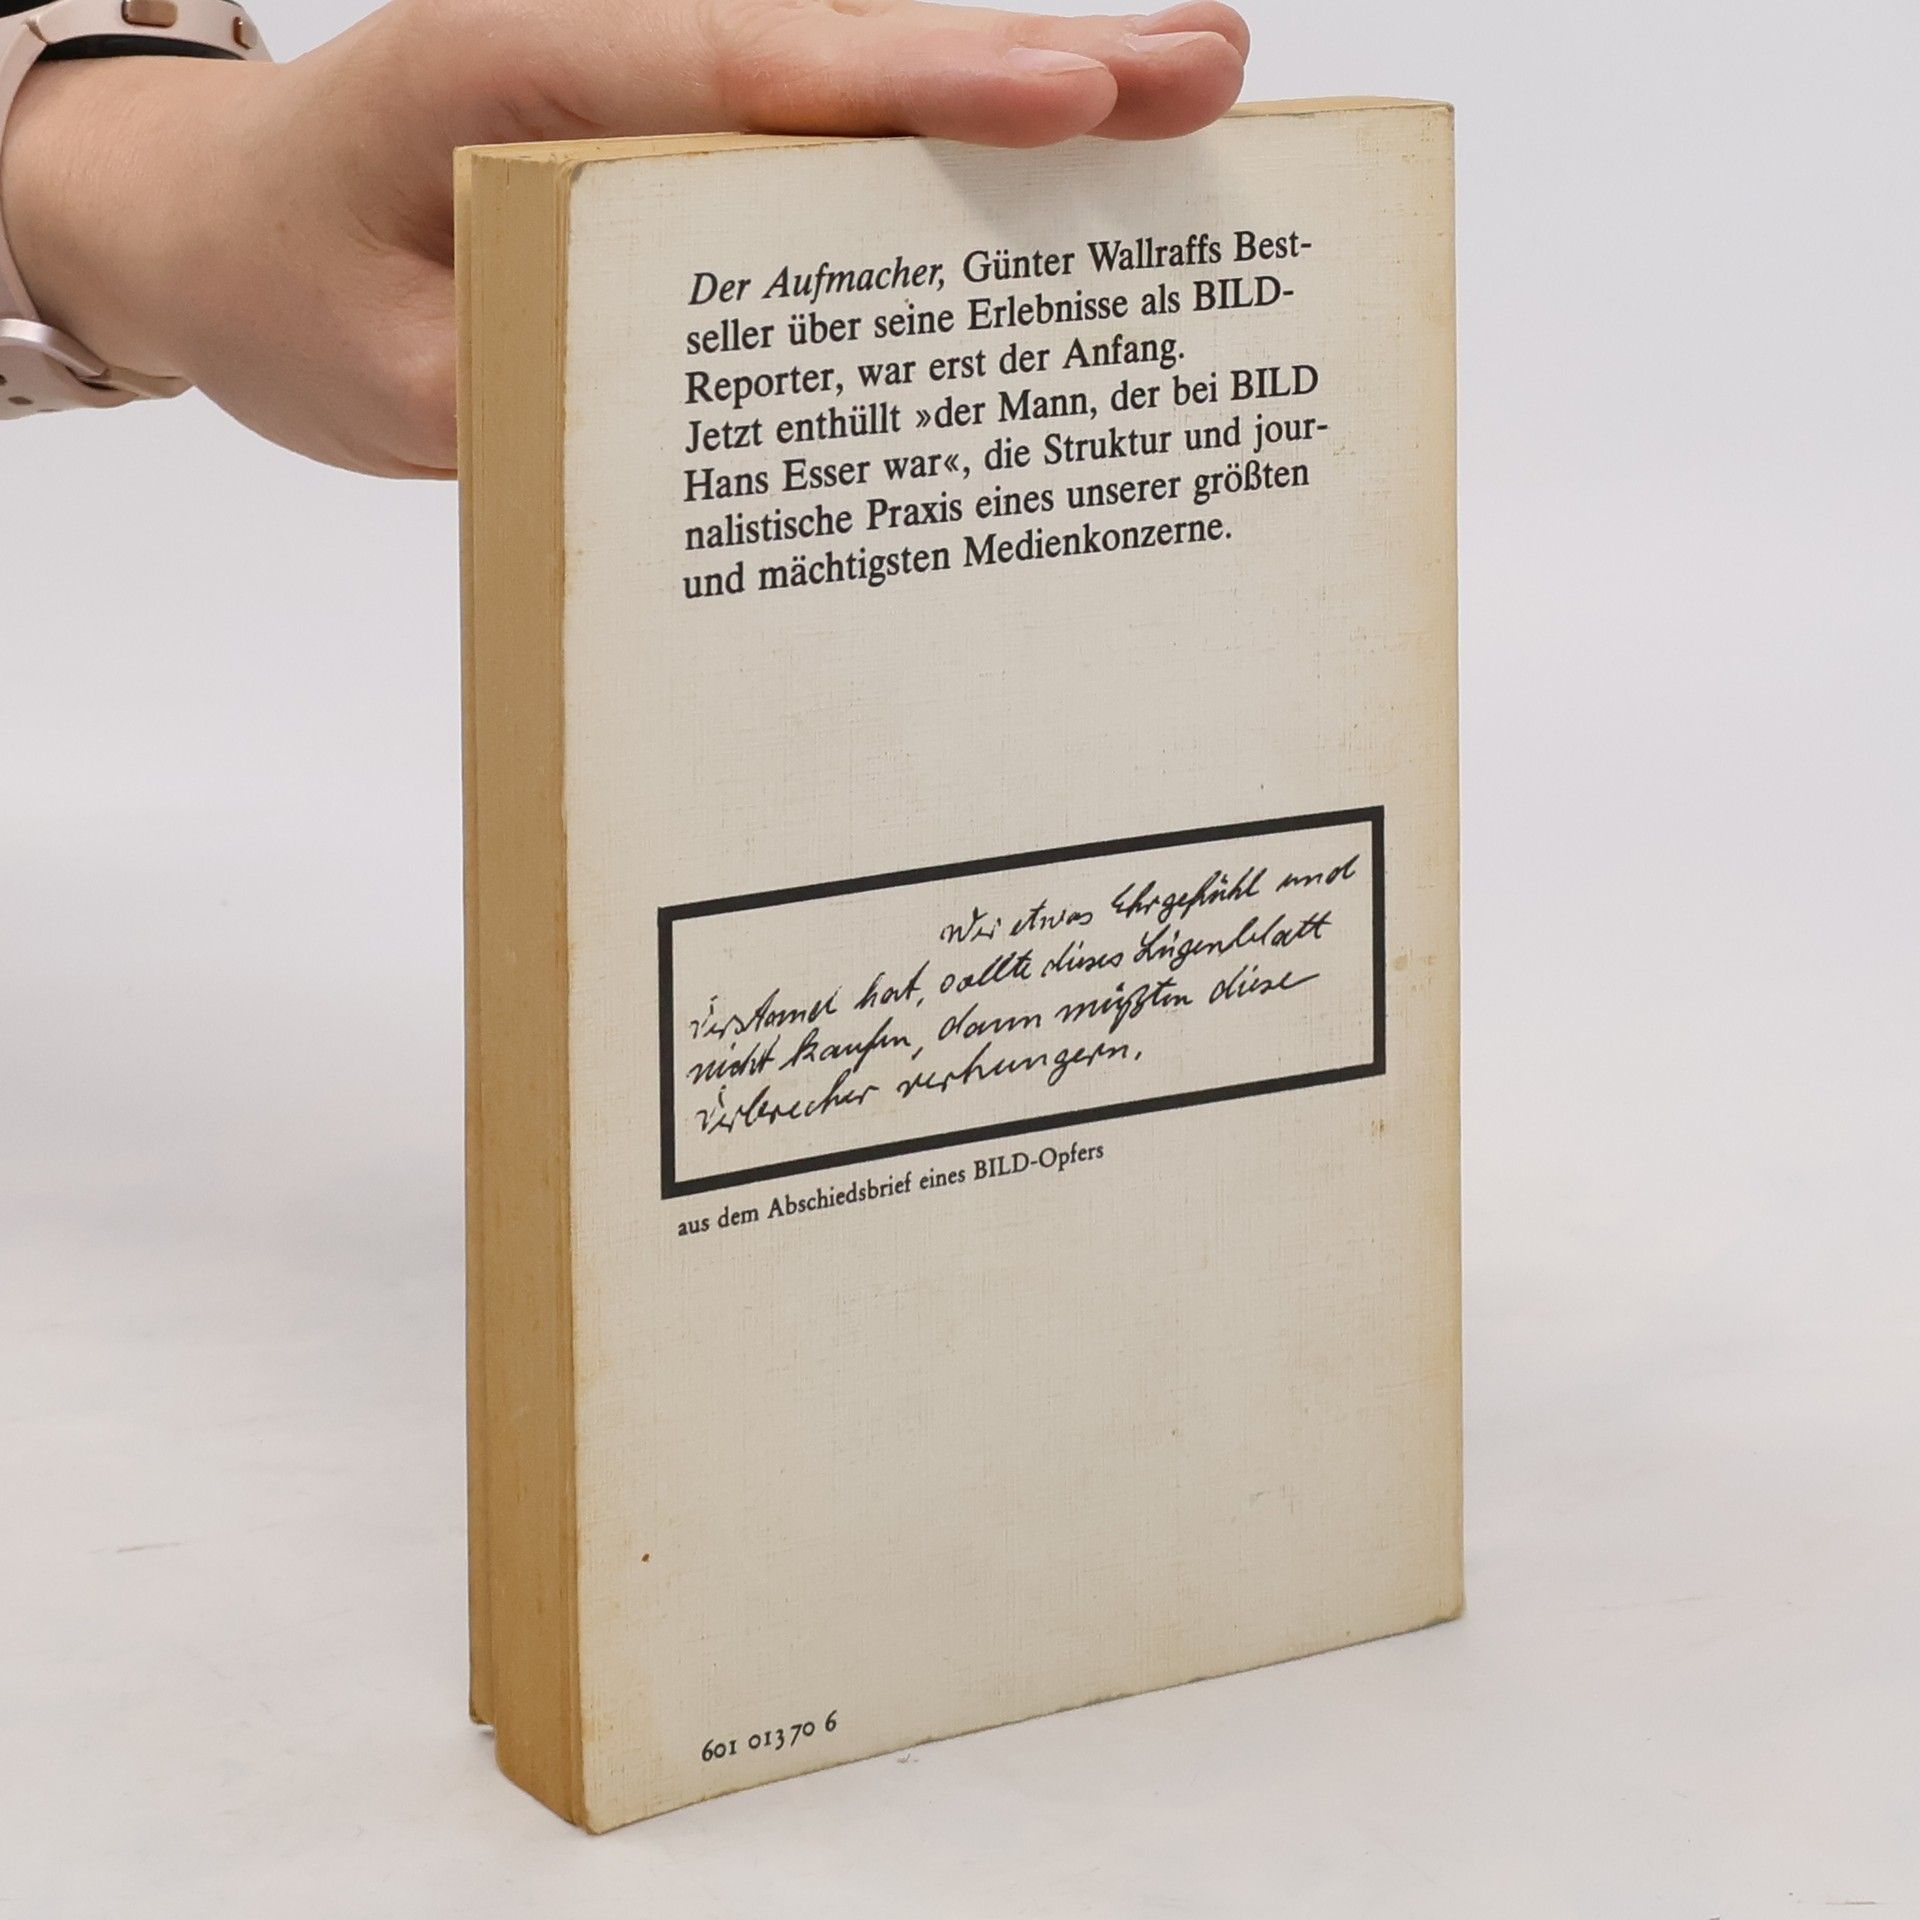 Der Aufmacher, Günter Wallraffs Best-
seller über seine Erlebnisse als BILD-
Reporter, war erst der Anfang.
Jetzt enthüllt »der Mann, der bei BILD
Hans Esser war«, die Struktur und jour-
nalistische Praxis eines unserer größten
und mächtigsten Medienkonzerne.
Wer etwas Ehrgefühl und
Verstand hat, sollte dieses Lügenblatt
nicht kaufen, dann müßten diese
Verbrecher verhungern.
aus dem Abschiedsbrief eines BILD-Opfers
601 01370 6